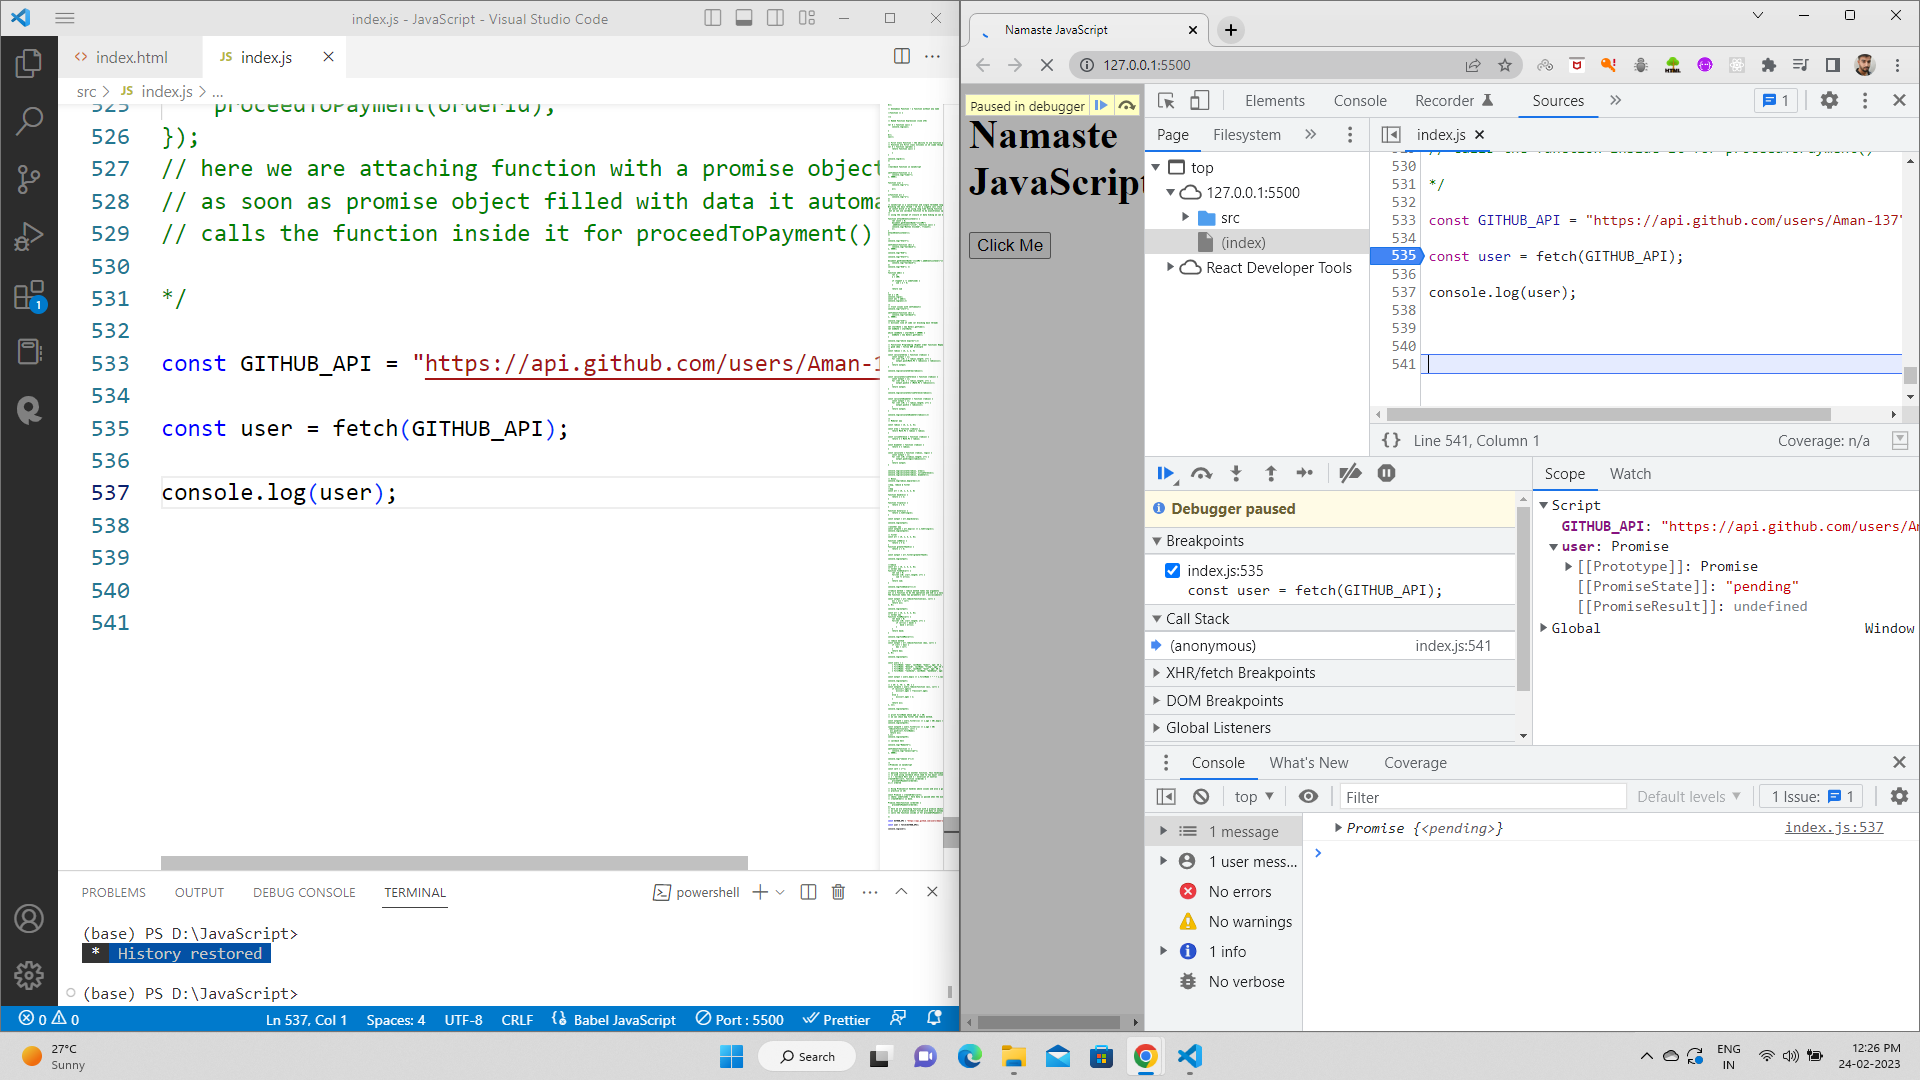 index.js - JavaScript - Visual Studio Code
<> index.html
JS index.js
src > JS index.js > ...
525 proceedToPayment(orderId);
526 });
527 // here we are attaching function with a promise object
528 // as soon as promise object filled with data it automa
529 // calls the function inside it for proceedToPayment()
530
531 */
532
533 const GITHUB_API = "https://api.github.com/users/Aman-1
534
535 const user = fetch(GITHUB_API);
536
537 console.log(user);
538
539
540
541
1
PROBLEMS OUTPUT DEBUG CONSOLE TERMINAL
powershell
(base) PS D:\JavaScript>
* History restored
(base) PS D:\JavaScript>
0 0
Ln 537, Col 1 Spaces: 4 UTF-8 CRLF Babel JavaScript Port : 5500 Prettier
Namaste JavaScript
127.0.0.1:5500
Paused in debugger
Namaste
JavaScript
Click Me
Elements Console Recorder Sources 1
Page Filesystem
index.js
top
127.0.0.1:5500
src
(index)
React Developer Tools
530
531 */
532
533 const GITHUB_API = "https://api.github.com/users/Aman-137"
534
535 const user = fetch(GITHUB_API);
536
537 console.log(user);
538
539
540
541
{} Line 541, Column 1 Coverage: n/a
Debugger paused
Breakpoints
index.js:535
const user = fetch(GITHUB_API);
Call Stack
(anonymous) index.js:541
XHR/fetch Breakpoints
DOM Breakpoints
Global Listeners
Scope Watch
Script
GITHUB_API: "https://api.github.com/users/Am
user: Promise
[[Prototype]]: Promise
[[PromiseState]]: "pending"
[[PromiseResult]]: undefined
Global Window
Console What's New Coverage
top Filter Default levels 1 Issue: 1
1 message
1 user mess...
No errors
No warnings
1 info
No verbose
Promise {<pending>} index.js:537
27°C
Sunny
Search
ENG
IN
12:26 PM
24-02-2023